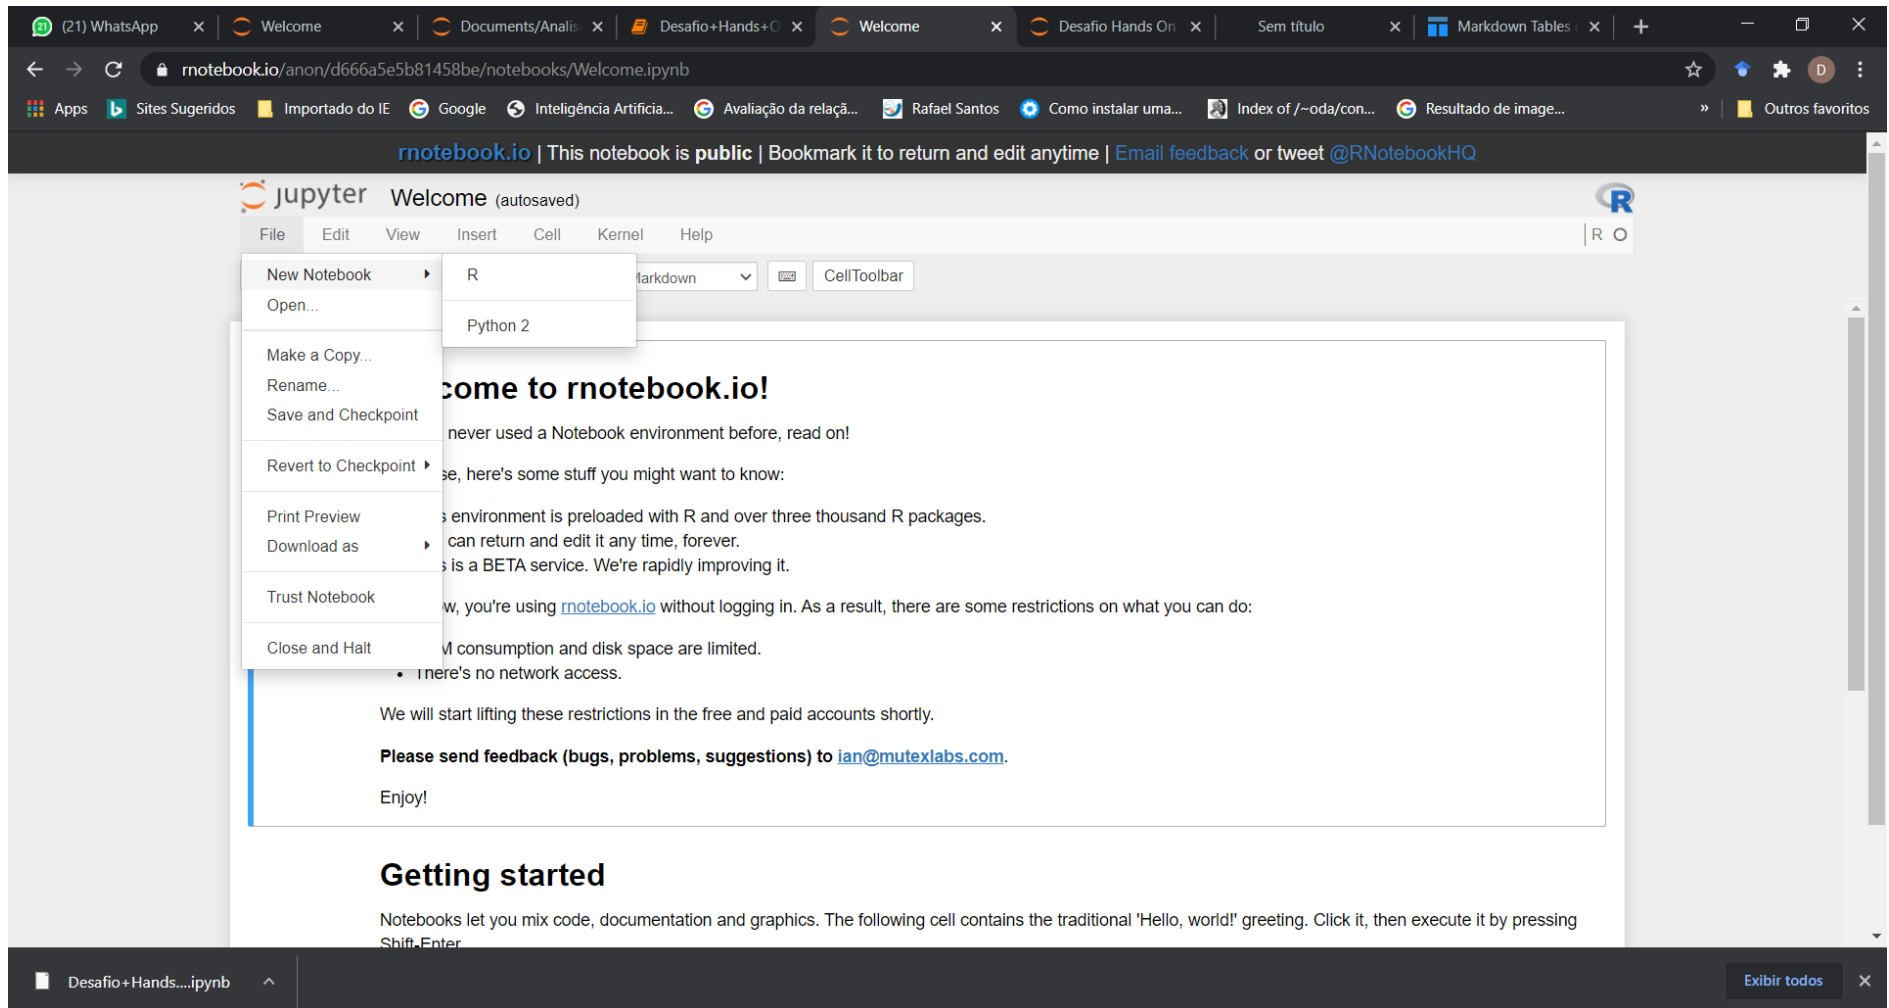 (21) WhatsApp
Welcome
Documents/Analis
Desafio+Hands+O
Welcome
Desafio Hands On
Sem título
Markdown Tables
rnotebook.io/anon/d666a5e5b81458be/notebooks/Welcome.ipynb
D
Apps
Sites Sugeridos
Importado do IE
Google
Inteligência Artificia...
Avaliação da relaçã...
Rafael Santos
Como instalar uma...
Index of /~oda/con...
Resultado de image...
»
Outros favoritos
rnotebook.io | This notebook is public | Bookmark it to return and edit anytime | Email feedback or tweet @RNotebookHQ
jupyter Welcome (autosaved)
R
File Edit View Insert Cell Kernel Help
R
New Notebook
R
Markdown
CellToolbar
Open...
Python 2
Make a Copy...
Rename...
come to rnotebook.io!
Save and Checkpoint
never used a Notebook environment before, read on!
Revert to Checkpoint
se, here's some stuff you might want to know:
Print Preview
s environment is preloaded with R and over three thousand R packages.
Download as
can return and edit it any time, forever.
s is a BETA service. We're rapidly improving it.
Trust Notebook
w, you're using rnotebook.io without logging in. As a result, there are some restrictions on what you can do:
Close and Halt
M consumption and disk space are limited.
• There's no network access.
We will start lifting these restrictions in the free and paid accounts shortly.
Please send feedback (bugs, problems, suggestions) to ian@mutexlabs.com.
Enjoy!
Getting started
Notebooks let you mix code, documentation and graphics. The following cell contains the traditional 'Hello, world!' greeting. Click it, then execute it by pressing
Shift-Enter
Desafio+Hands....ipynb
Exibir todos